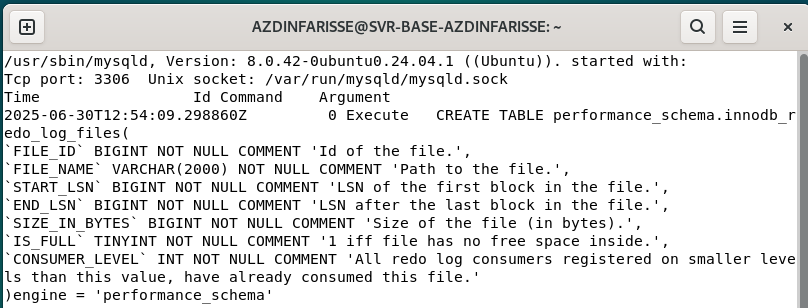 AZDINFARISSE@SVR-BASE-AZDINFARISSE: ~
/usr/sbin/mysqld, Version: 8.0.42-0ubuntu0.24.04.1 ((Ubuntu)). started with:
Tcp port: 3306  Unix socket: /var/run/mysqld/mysqld.sock
Time                 Id Command    Argument
2025-06-30T12:54:09.298860Z         0 Execute   CREATE TABLE performance_schema.innodb_r
edo_log_files(
`FILE_ID` BIGINT NOT NULL COMMENT 'Id of the file.',
`FILE_NAME` VARCHAR(2000) NOT NULL COMMENT 'Path to the file.',
`START_LSN` BIGINT NOT NULL COMMENT 'LSN of the first block in the file.',
`END_LSN` BIGINT NOT NULL COMMENT 'LSN after the last block in the file.',
`SIZE_IN_BYTES` BIGINT NOT NULL COMMENT 'Size of the file (in bytes).',
`IS_FULL` TINYINT NOT NULL COMMENT '1 iff file has no free space inside.',
`CONSUMER_LEVEL` INT NOT NULL COMMENT 'All redo log consumers registered on smaller leve
ls than this value, have already consumed this file.'
)engine = 'performance_schema'